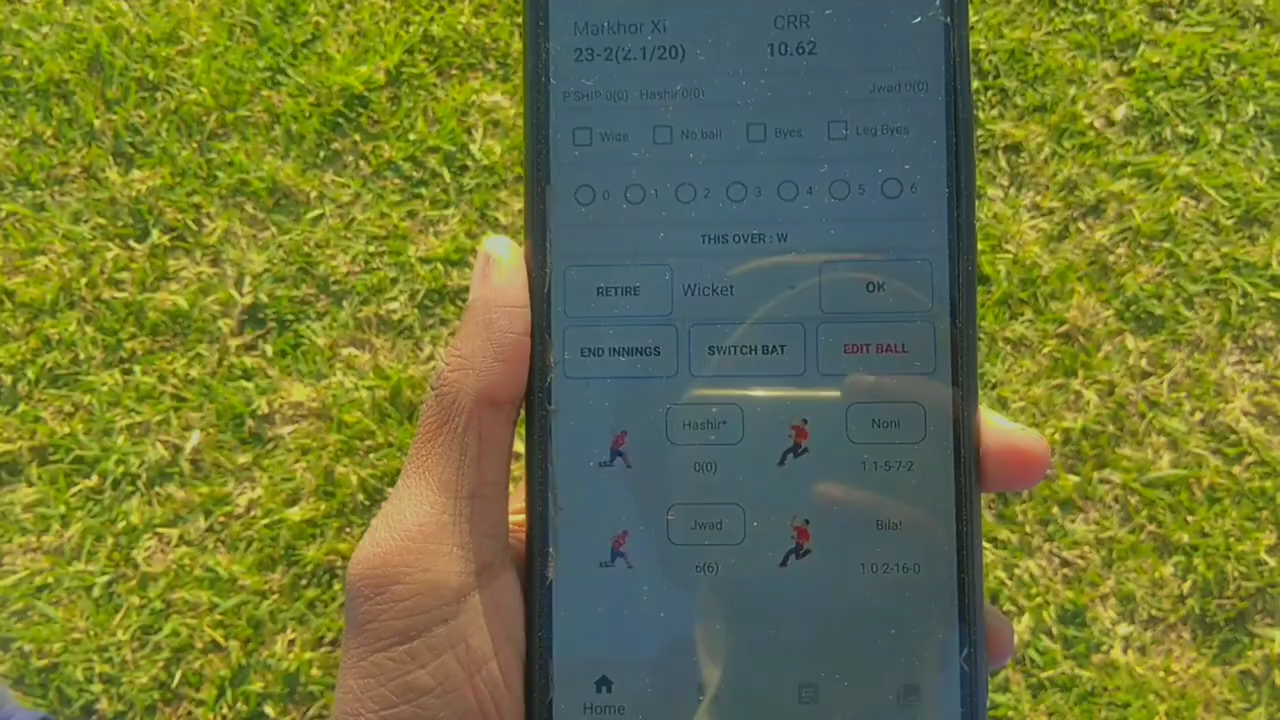 Markhor Xi CRR
23-2(2.1/20) 10.62
P'SHIP 0(0) Hashir 0(0) Jwad 0(0)
Wide No ball Byes Leg Byes
0 1 2 3 4 5 6
THIS OVER : W
RETIRE Wicket OK
END INNINGS SWITCH BAT EDIT BALL
Hashir* Noni
0(0) 1.1-5-7-2
Jwad Bilal
6(6) 1.0-2-16-0
Home